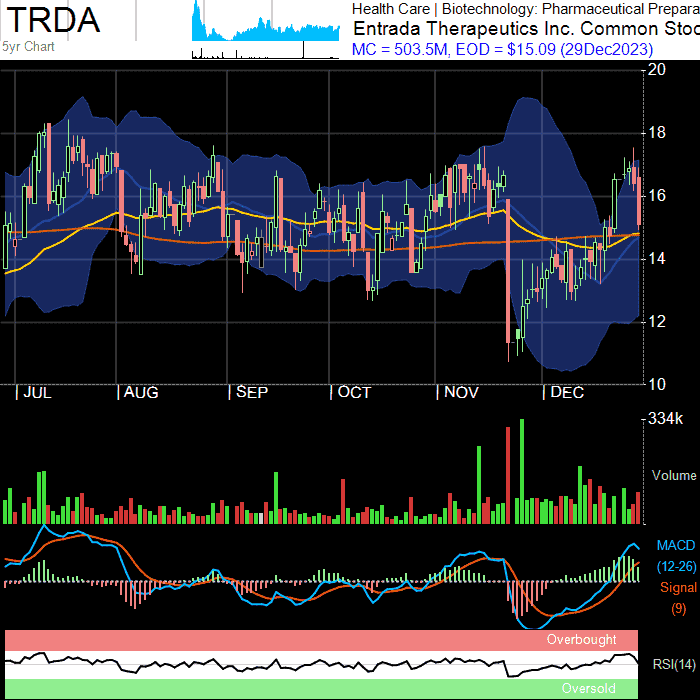 TRDA
5yr Chart
Health Care | Biotechnology: Pharmaceutical Prepara
Entrada Therapeutics Inc. Common Stoc
MC = 503.5M, EOD = $15.09 (29Dec2023)
20
18
16
14
12
10
| JUL | AUG | SEP | OCT | NOV | DEC
334k
Volume
MACD
(12-26)
Signal
(9)
Overbought
RSI(14)
Oversold